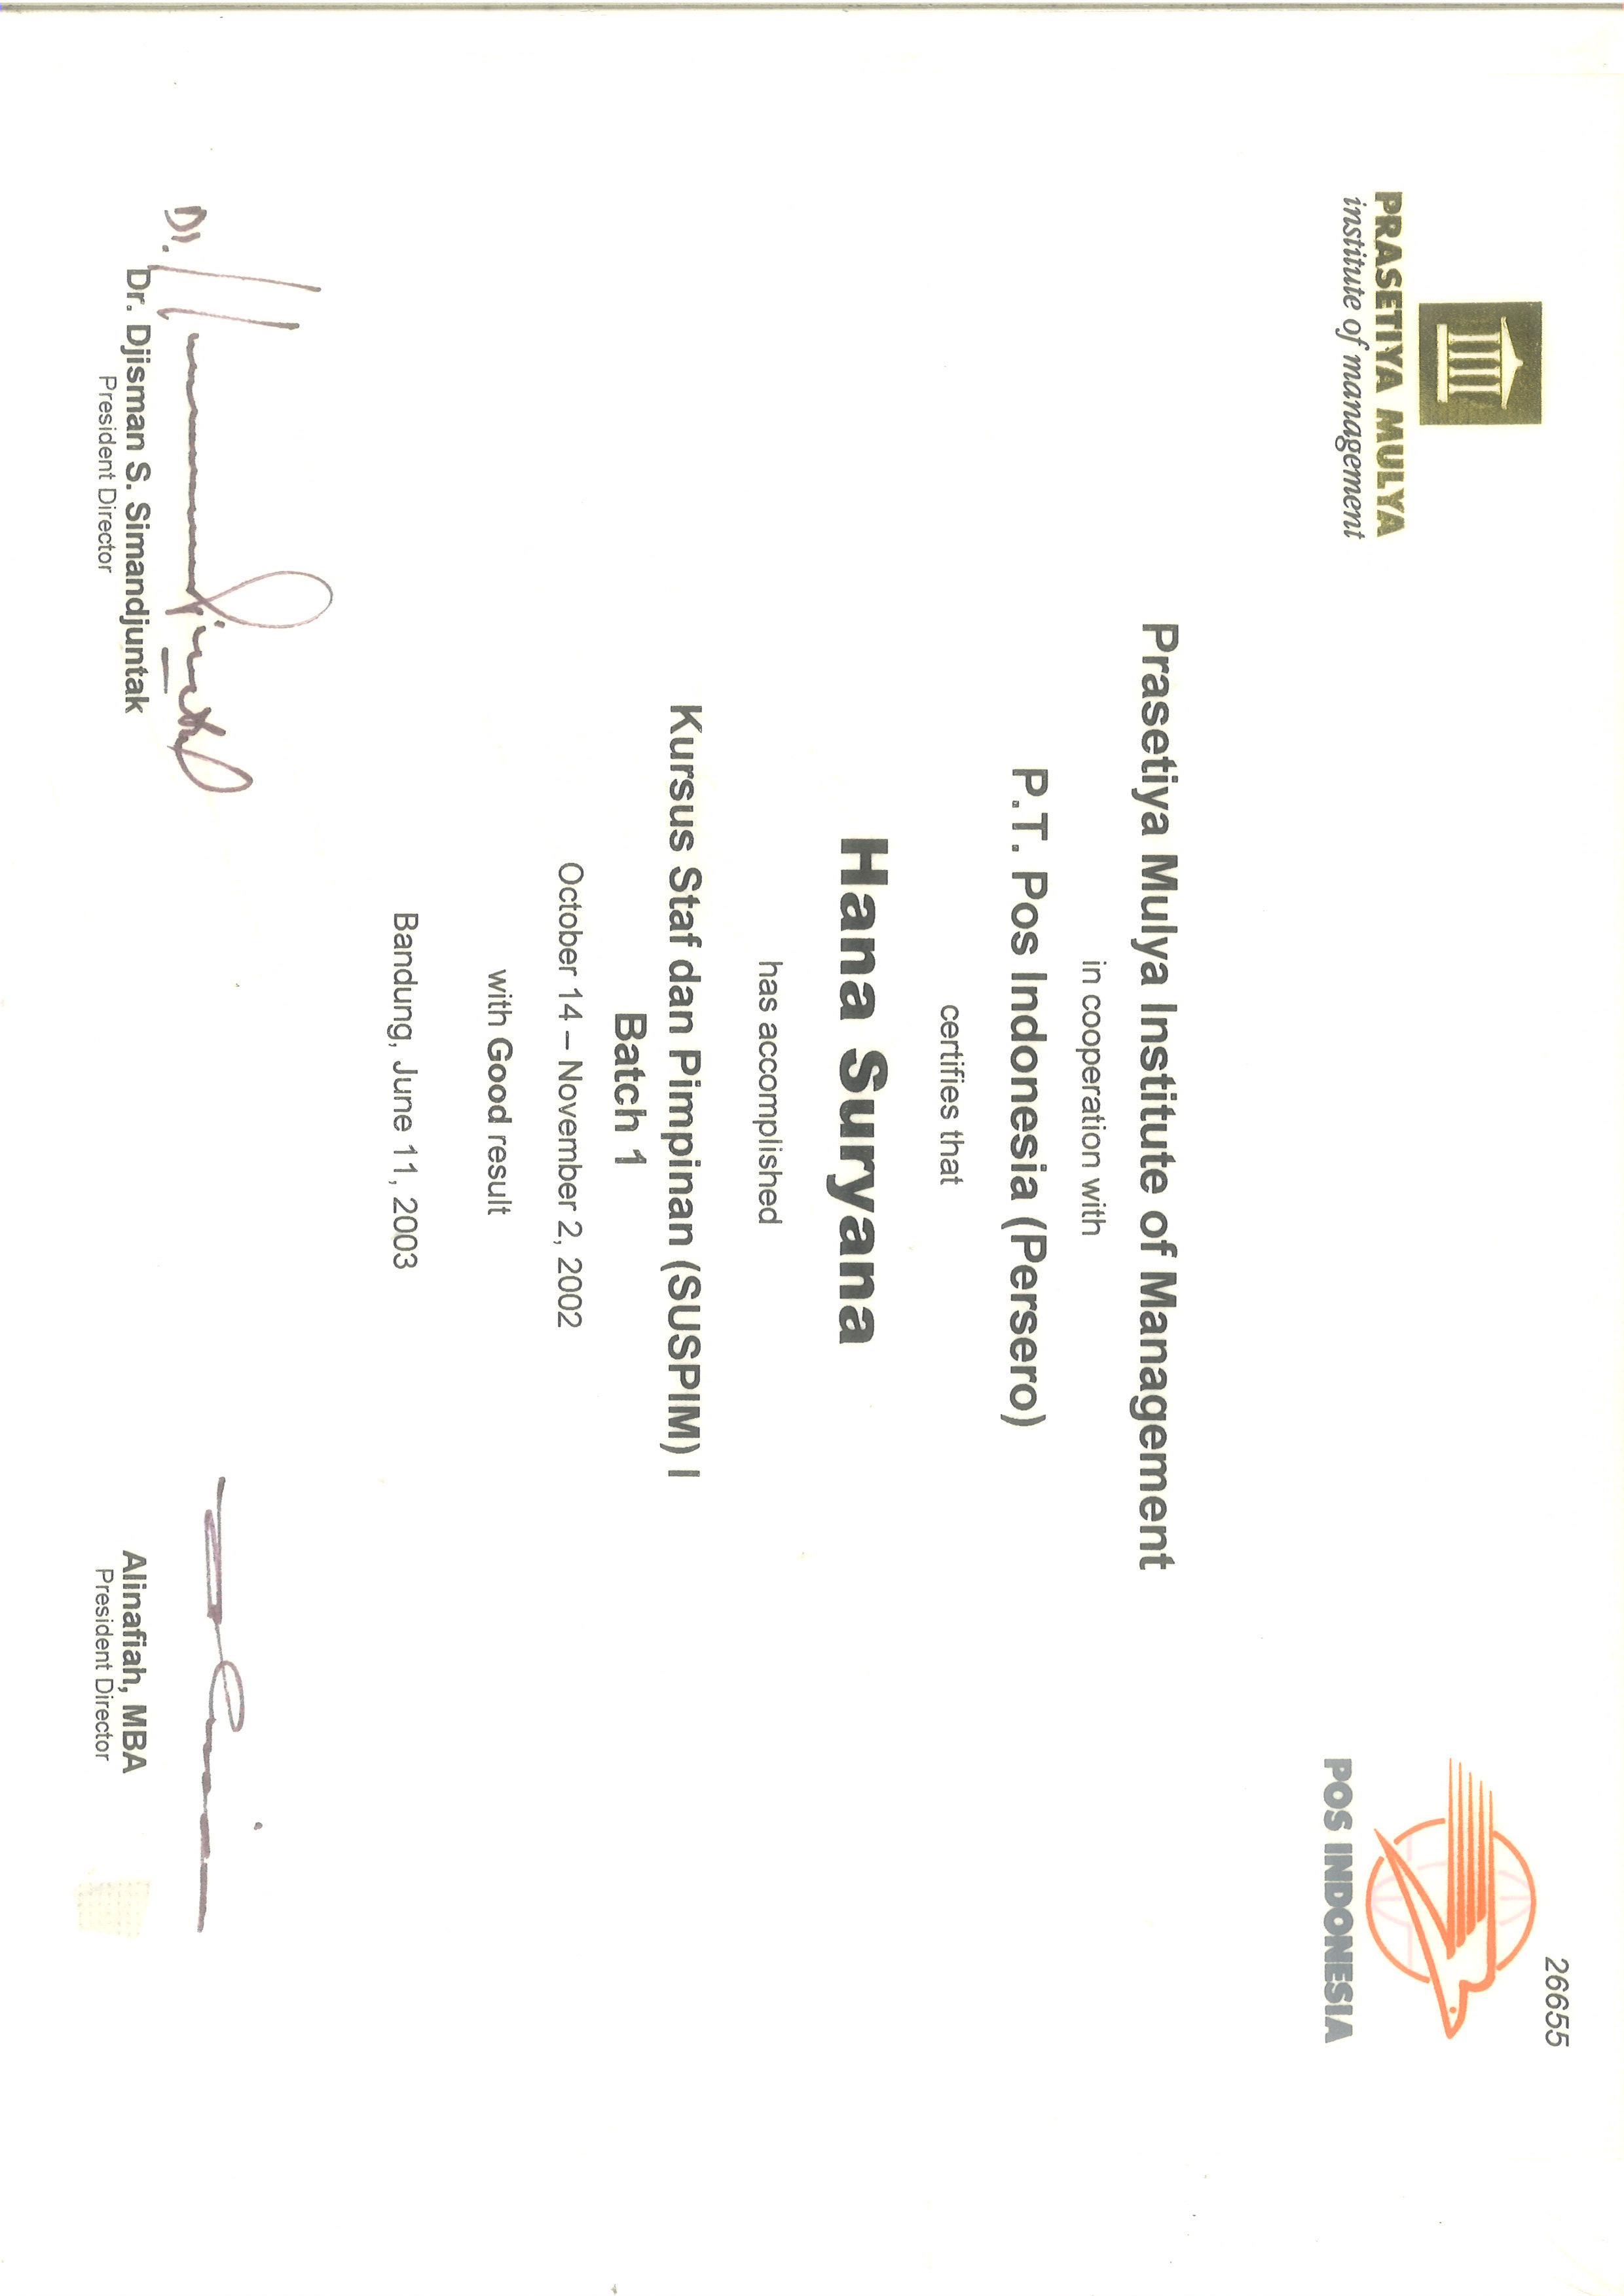 26655
PRASETIYA MULYA
institute of management
POS INDONESIA
Prasetiya Mulya Institute of Management
in cooperation with
P.T. Pos Indonesia (Persero)
certifies that
Hana Suryana
has accomplished
Kursus Staf dan Pimpinan (SUSPIM) I
Batch 1
October 14 – November 2, 2002
with Good result
Bandung, June 11, 2003
Dr.
Dr. Djisman S. Simandjuntak
President Director
Alinafiah, MBA
President Director